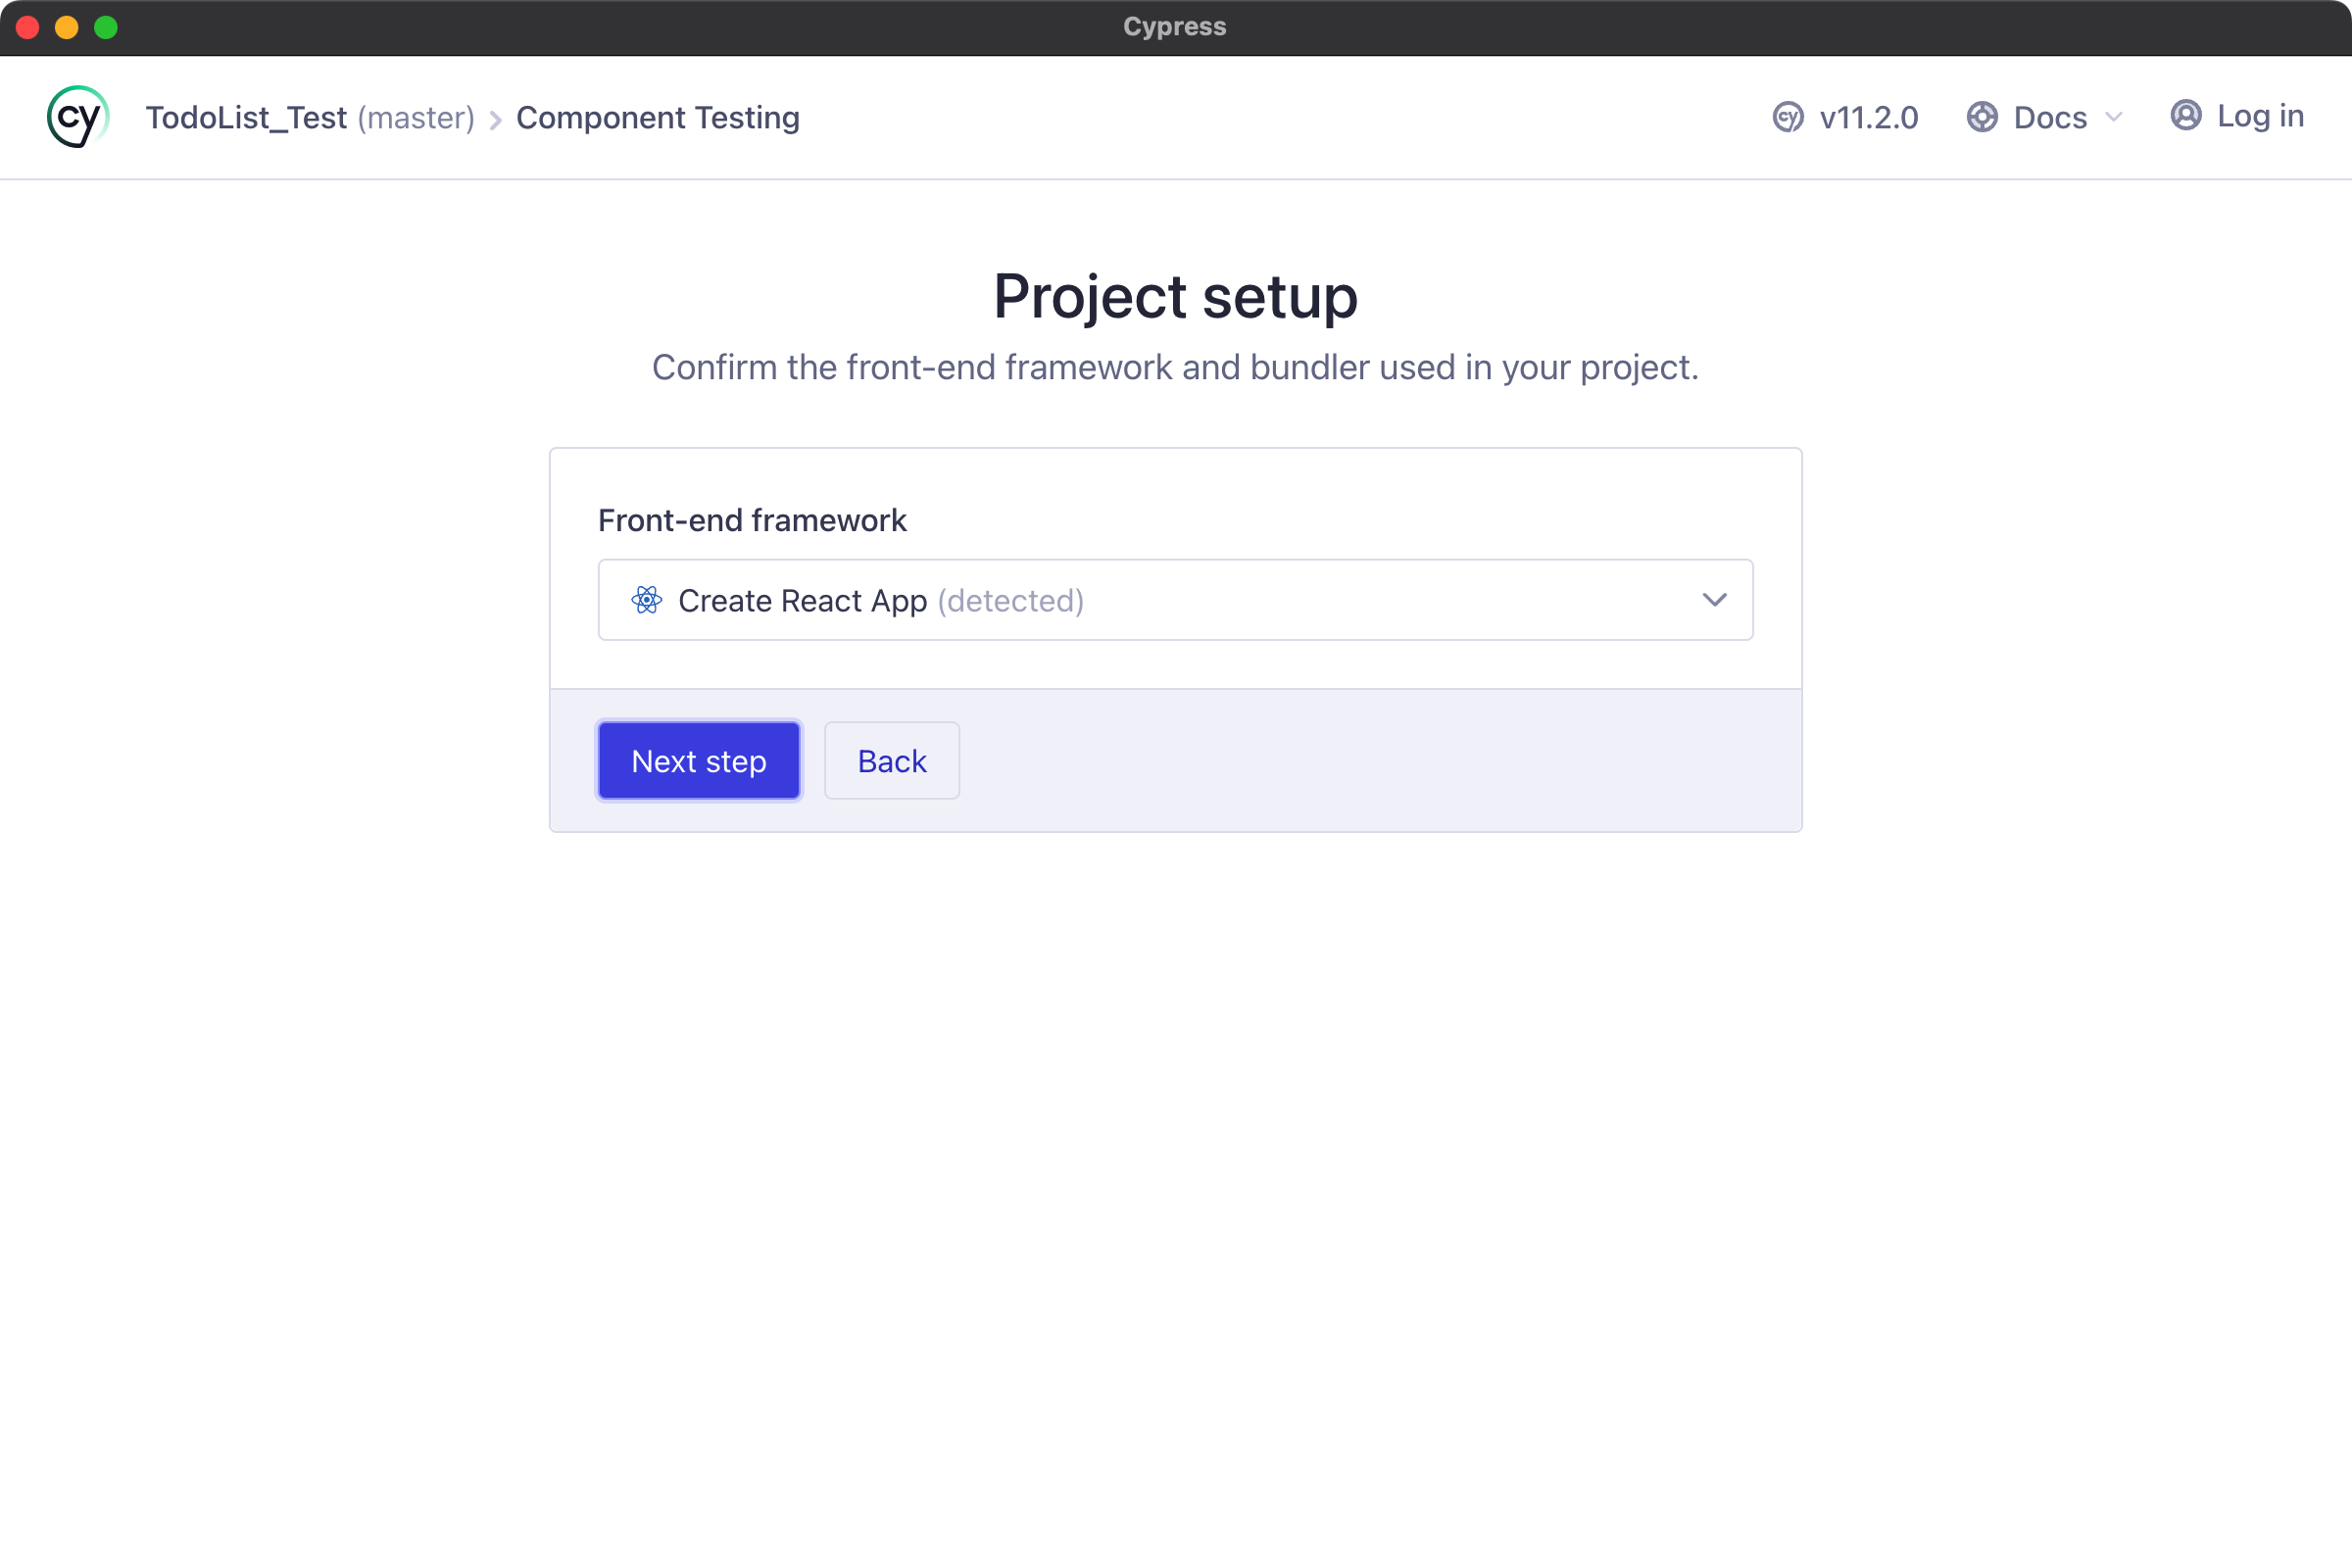 Cypress
cy TodoList_Test (master) > Component Testing cy v11.2.0 Docs Log in
Project setup
Confirm the front-end framework and bundler used in your project.
Front-end framework
Create React App (detected)
Next step Back